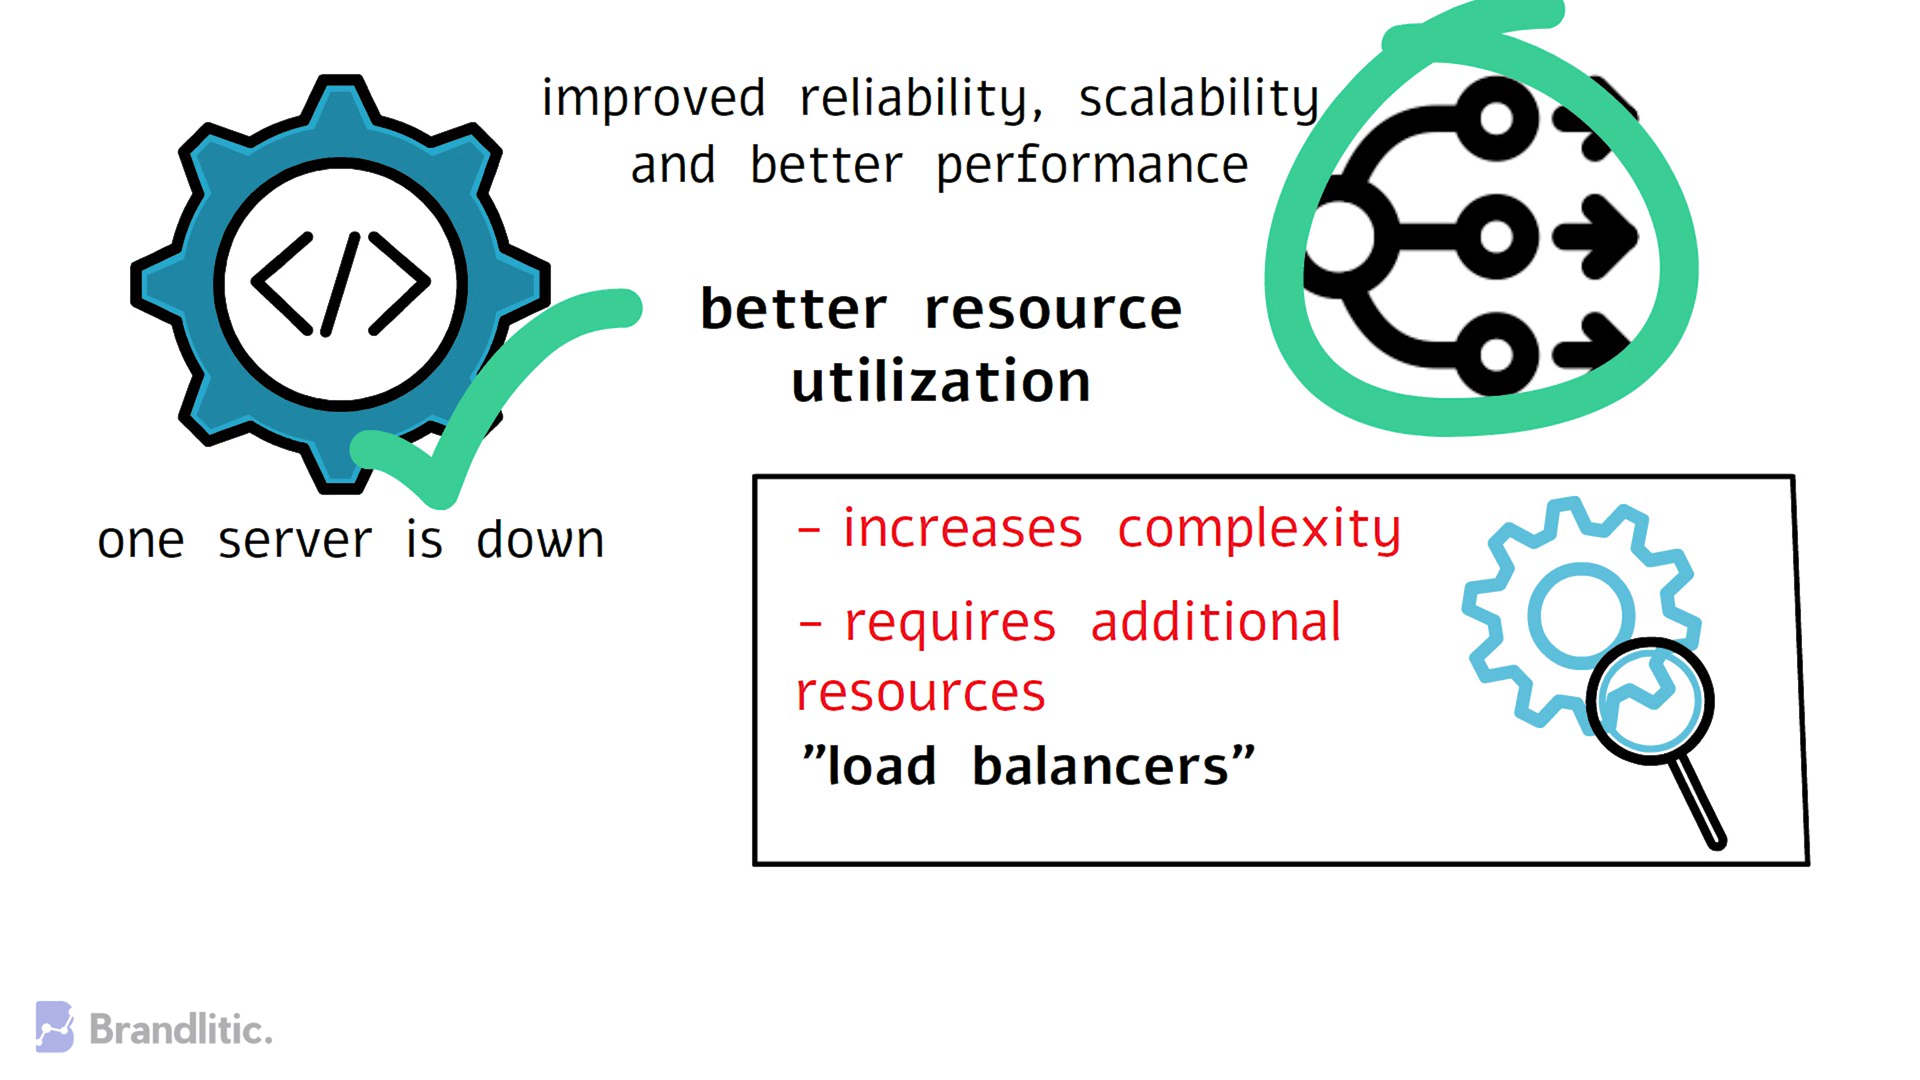 improved reliability, scalability
and better performance
better resource
utilization
</>
one server is down
- increases complexity
- requires additional
resources
”load balancers”
Brandlitic.